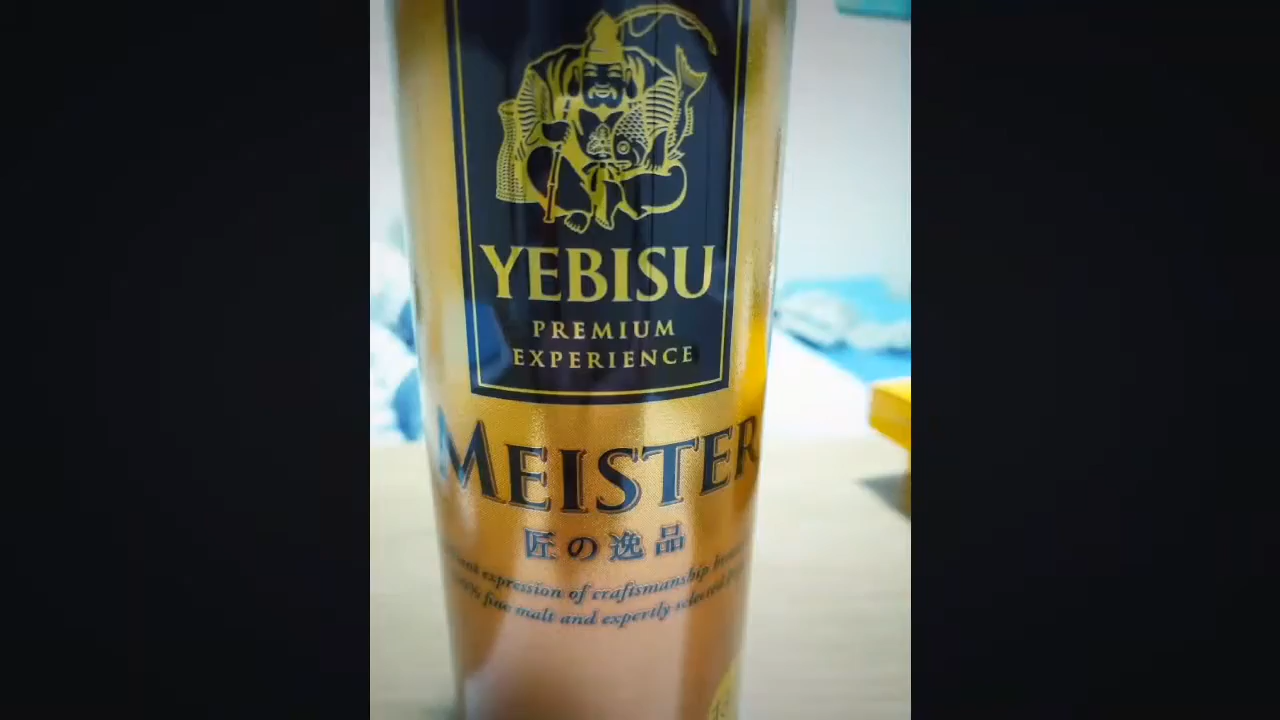 YEBISU
PREMIUM
EXPERIENCE
MEISTER
匠の逸品
expression of craftsmanship
fine malt and expertly selected